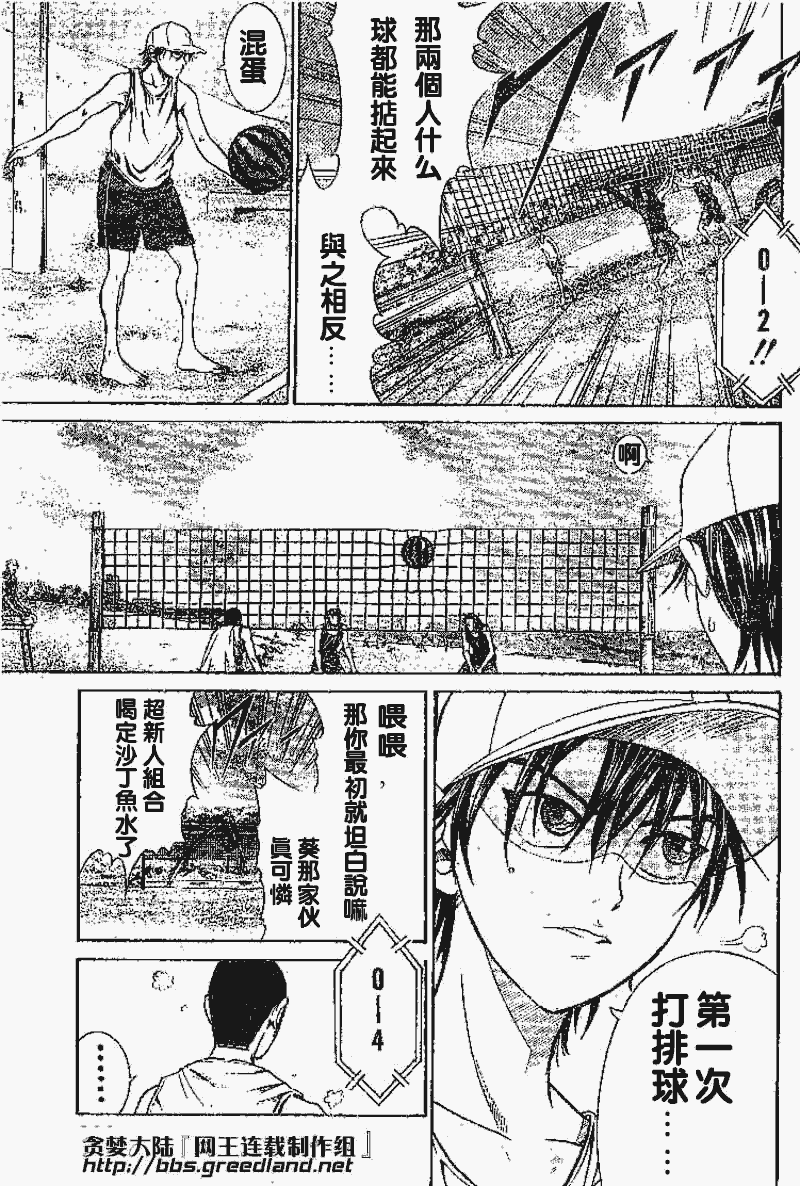 那兩個人什么
球都能掂起來
0—2!!
與之相反……
混蛋
啊
第一次
打排球……
喂喂，
那你最初就坦白說嘛
葵那家伙
真可憐
超新人組合
喝定沙丁魚水了
0—4
……
贪婪大陆『网王连载制作组』
http://bbs.greedland.net/